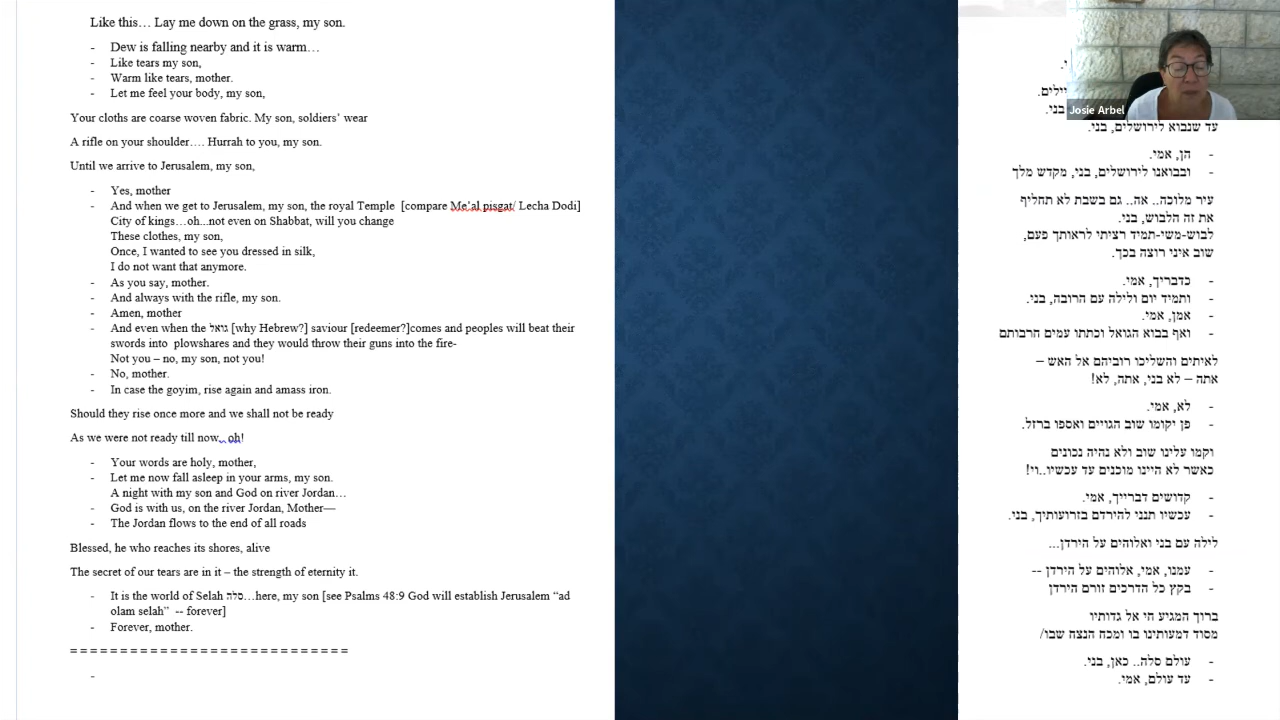 Like this… Lay me down on the grass, my son.
- Dew is falling nearby and it is warm…
- Like tears my son,
- Warm like tears, mother.
- Let me feel your body, my son,
Your cloths are coarse woven fabric. My son, soldiers' wear
A rifle on your shoulder…. Hurrah to you, my son.
Until we arrive to Jerusalem, my son,
- Yes, mother
- And when we get to Jerusalem, my son, the royal Temple [compare Me'al pisgat/ Lecha Dodi]
City of kings…oh...not even on Shabbat, will you change
These clothes, my son,
Once, I wanted to see you dressed in silk,
I do not want that anymore.
- As you say, mother.
- And always with the rifle, my son.
- Amen, mother
- And even when the גואל [why Hebrew?] saviour [redeemer?]comes and peoples will beat their
swords into plowshares and they would throw their guns into the fire-
Not you – no, my son, not you!
- No, mother.
- In case the goyim, rise again and amass iron.
Should they rise once more and we shall not be ready
As we were not ready till now... oh!
- Your words are holy, mother,
- Let me now fall asleep in your arms, my son.
A night with my son and God on river Jordan…
- God is with us, on the river Jordan, Mother—
- The Jordan flows to the end of all roads
Blessed, he who reaches its shores, alive
The secret of our tears are in it – the strength of eternity it.
- It is the world of Selah סלה…here, my son [see Psalms 48:9 God will establish Jerusalem "ad
olam selah" -- forever]
- Forever, mother.
= = = = = = = = = = = = = = = = = = = = = = = = = = = =
-
Josie Arbel
בני.
עד שנבוא לירושלים, בני.
- הן, אמי.
- ובבואנו לירושלים, בני, מקדש מלך
עיר מלוכה.. אה.. גם בשבת לא תחליף
את זה הלבוש, בני.
לבוש-משי-תמיד רציתי לראותך פעם,
שוב איני רוצה בכך.
- כדבריך, אמי.
- ותמיד יום ולילה עם הרובה, בני.
- אמן, אמי.
- ואף בבוא הגואל וכתתו עמים חרבותם
לאיתים והשליכו רוביהם אל האש –
אתה – לא בני, אתה, לא!
- לא, אמי.
- פן יקומו שוב הגויים ואספו ברזל.
וקמו עלינו שוב ולא נהיה נכונים
כאשר לא היינו מוכנים עד עכשיו..וי!
- קדושים דברייך, אמי.
- עכשיו תנני להירדם בזרועותיך, בני.
לילה עם בני ואלוהים על הירדן...
- עמנו, אמי, אלוהים על הירדן --
- בקץ כל הדרכים זורם הירדן
ברוך המגיע חי אל גדותיו
מסוד דמעותינו בו ומכח הנצח שבו/
- עולם סלה.. כאן, בני.
- עד עולם, אמי.